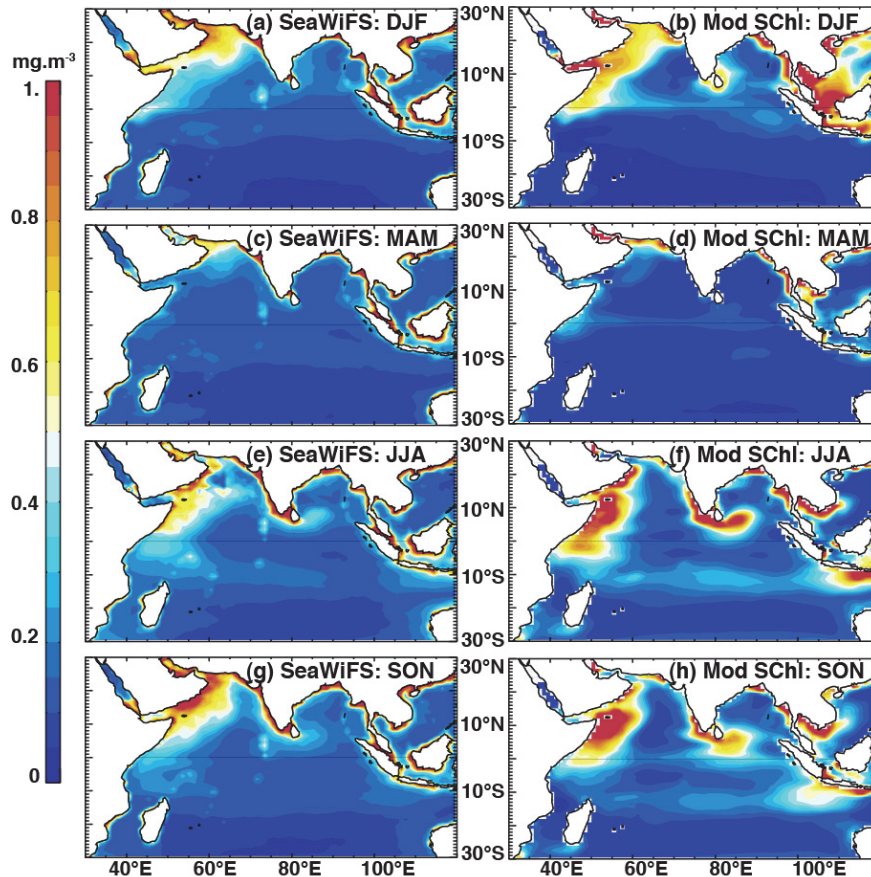 (a) SeaWiFS: DJF
(b) Mod SChl: DJF
30°N
10°N
10°S
30°S
mg.m-3
1.
0.8
0.6
0.4
0.2
0
(c) SeaWiFS: MAM
(d) Mod SChl: MAM
30°N
10°N
10°S
30°S
(e) SeaWiFS: JJA
(f) Mod SChl: JJA
30°N
10°N
10°S
30°S
(g) SeaWiFS: SON
(h) Mod SChl: SON
30°N
10°N
10°S
30°S
40°E 60°E 80°E 100°E
40°E 60°E 80°E 100°E